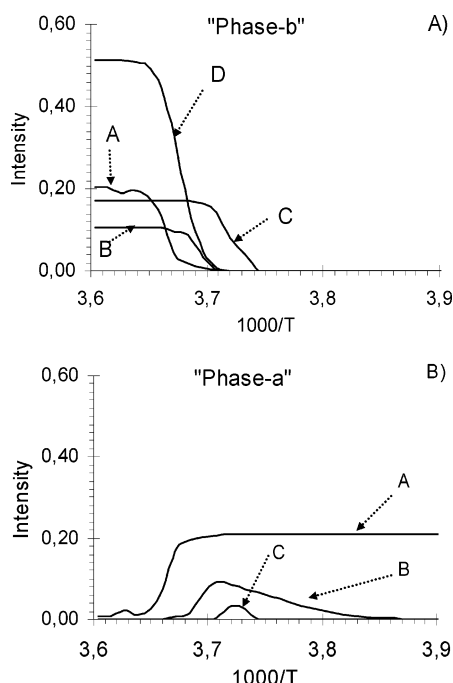 "Phase-b"
A)
Intensity
0,60
0,40
0,20
0,00
D
A
C
B
3,6 3,7 3,8 3,9
1000/T
"Phase-a"
B)
Intensity
0,60
0,40
0,20
0,00
A
C
B
3,6 3,7 3,8 3,9
1000/T